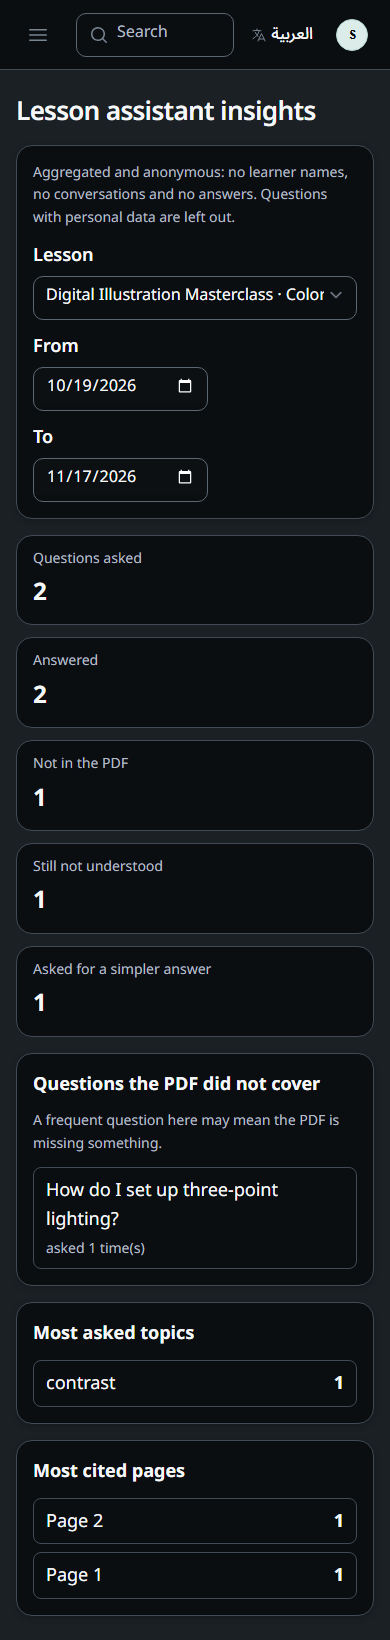 Search
العربية
S
Lesson assistant insights
Aggregated and anonymous: no learner names,
no conversations and no answers. Questions
with personal data are left out.
Lesson
Digital Illustration Masterclass · Color
From
10/19/2026
To
11/17/2026
Questions asked
2
Answered
2
Not in the PDF
1
Still not understood
1
Asked for a simpler answer
1
Questions the PDF did not cover
A frequent question here may mean the PDF is
missing something.
How do I set up three-point
lighting?
asked 1 time(s)
Most asked topics
contrast 1
Most cited pages
Page 2 1
Page 1 1